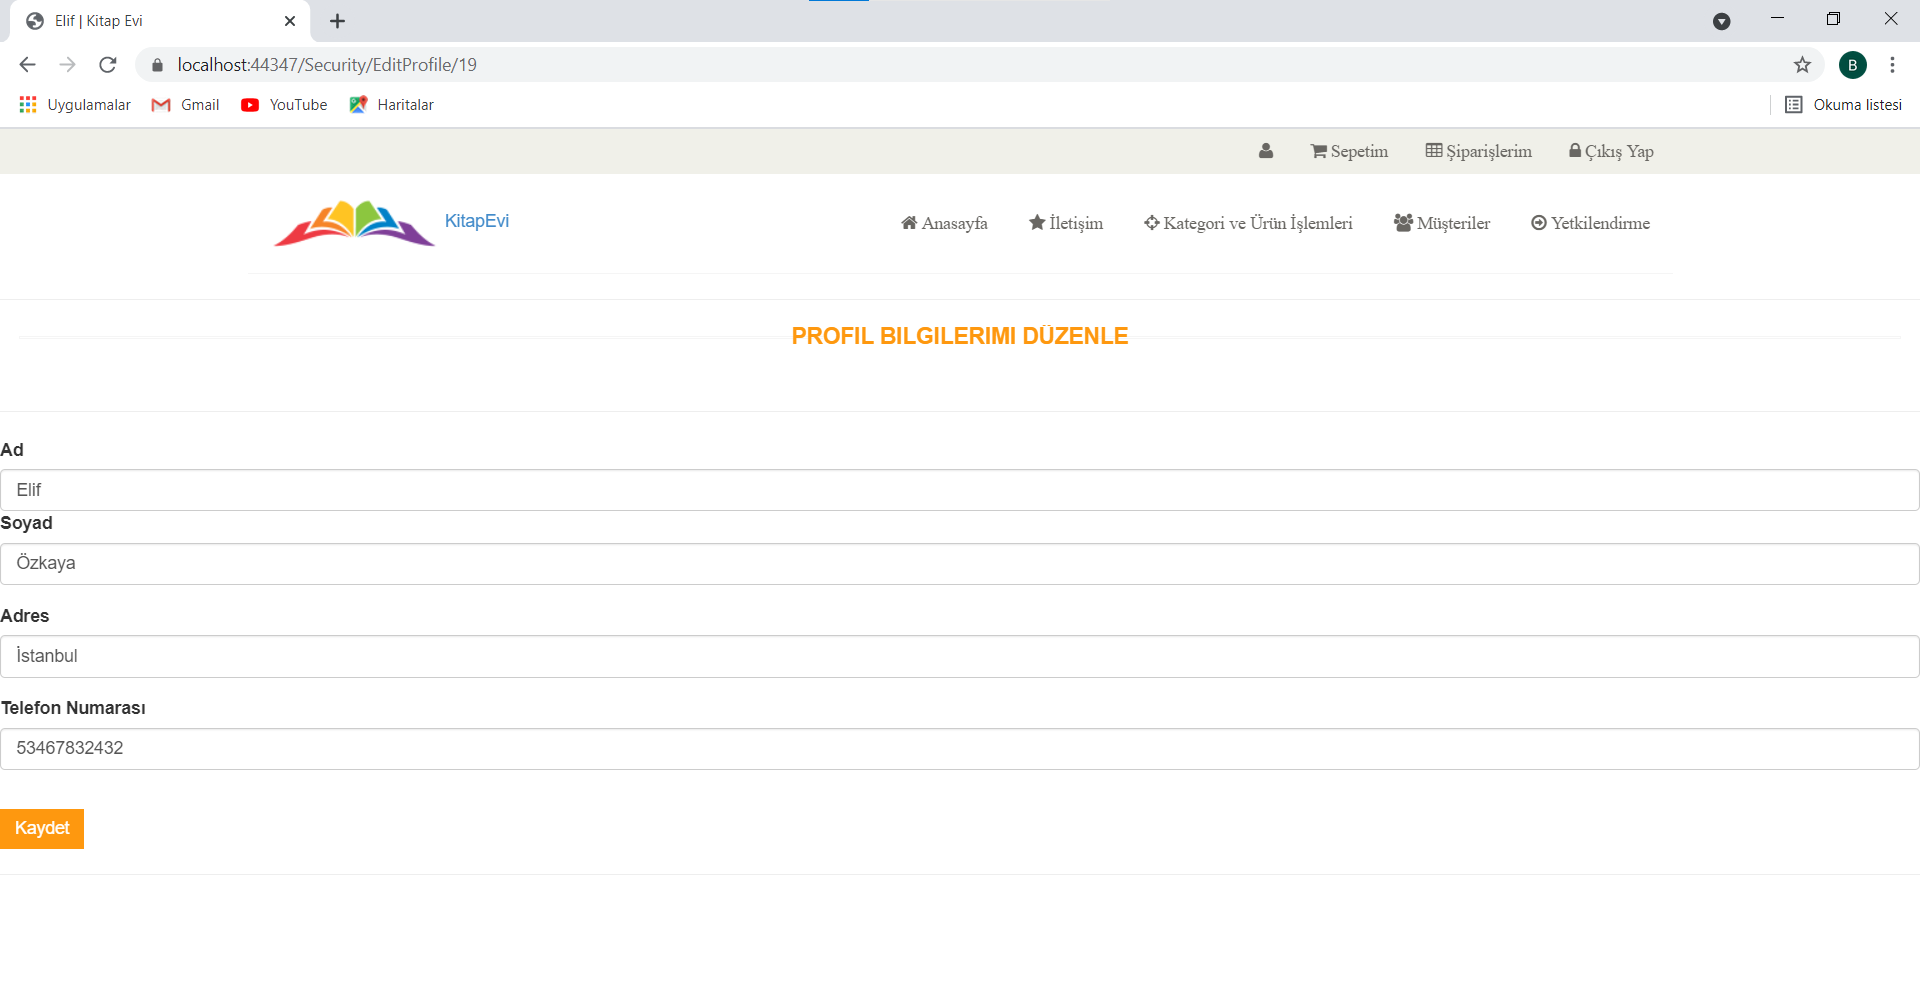 Elif | Kitap Evi
localhost:44347/Security/EditProfile/19
B
Uygulamalar Gmail YouTube Haritalar Okuma listesi
Sepetim Şiparişlerim Çıkış Yap
KitapEvi Anasayfa İletişim Kategori ve Ürün İşlemleri Müşteriler Yetkilendirme
PROFIL BILGILERIMI DÜZENLE
Ad
Elif
Soyad
Özkaya
Adres
İstanbul
Telefon Numarası
53467832432
Kaydet